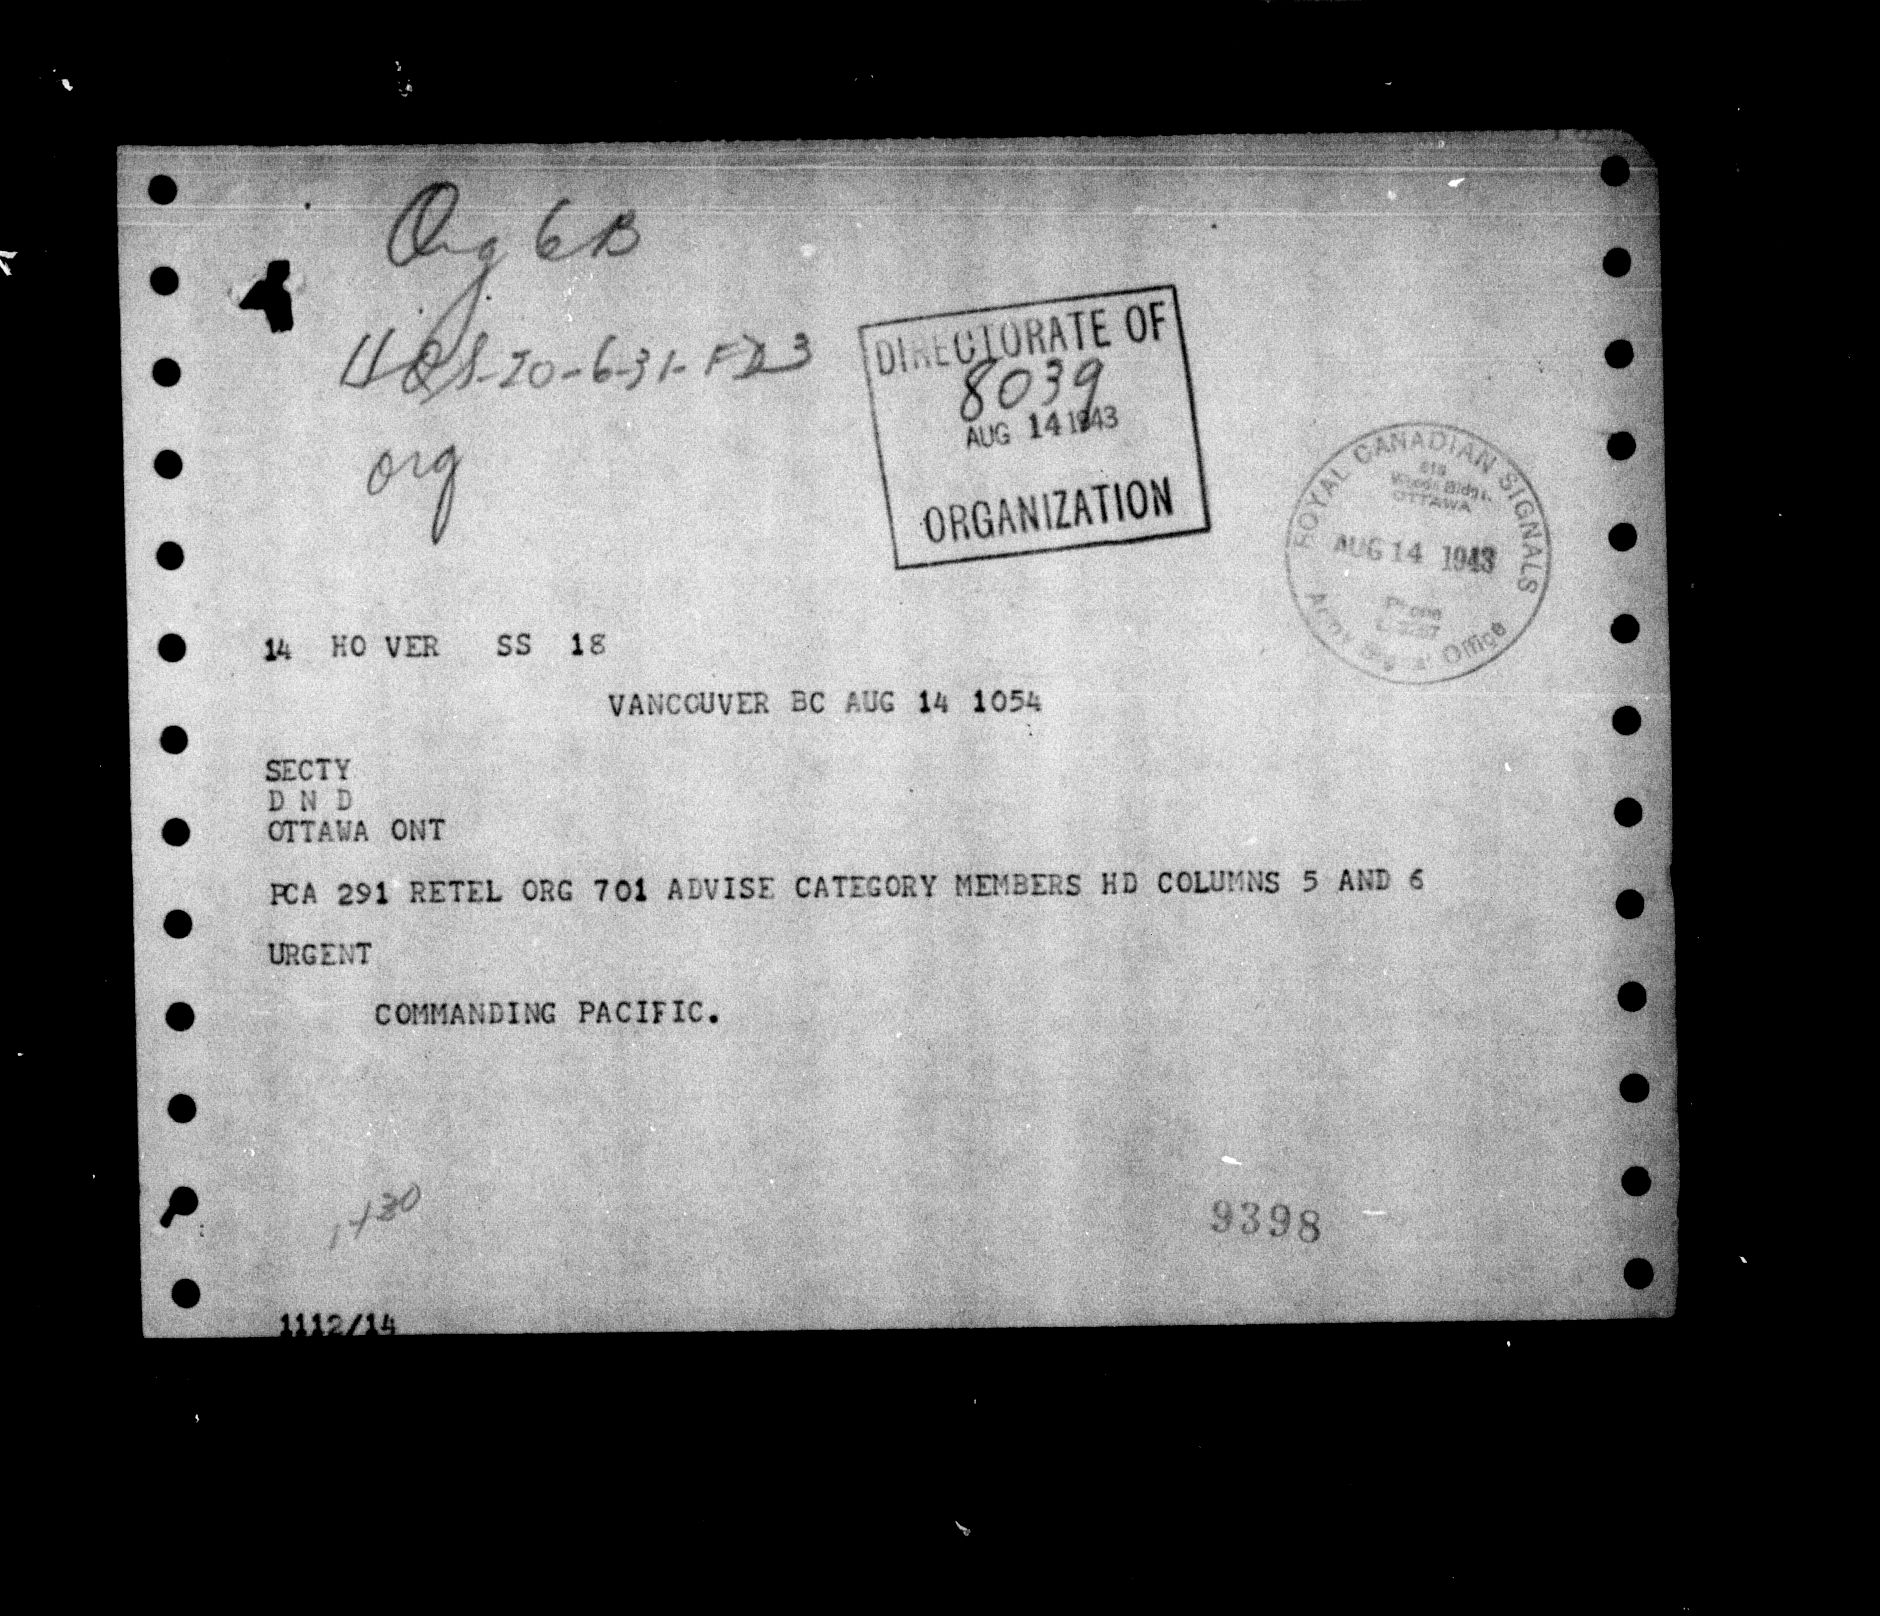 Org 6B
HQS-20-6-31-FD3
org
DIRECTORATE OF
8039
AUG 14 1943
ORGANIZATION
ROYAL CANADIAN SIGNALS
OTTAWA
AUG 14 1943
Phone
Army Signal Office
14 HO VER SS 18
VANCOUVER BC AUG 14 1054
SECTY
D N D
OTTAWA ONT
PCA 291 RETEL ORG 701 ADVISE CATEGORY MEMBERS HD COLUMNS 5 AND 6
URGENT
COMMANDING PACIFIC.
9398
1112/14